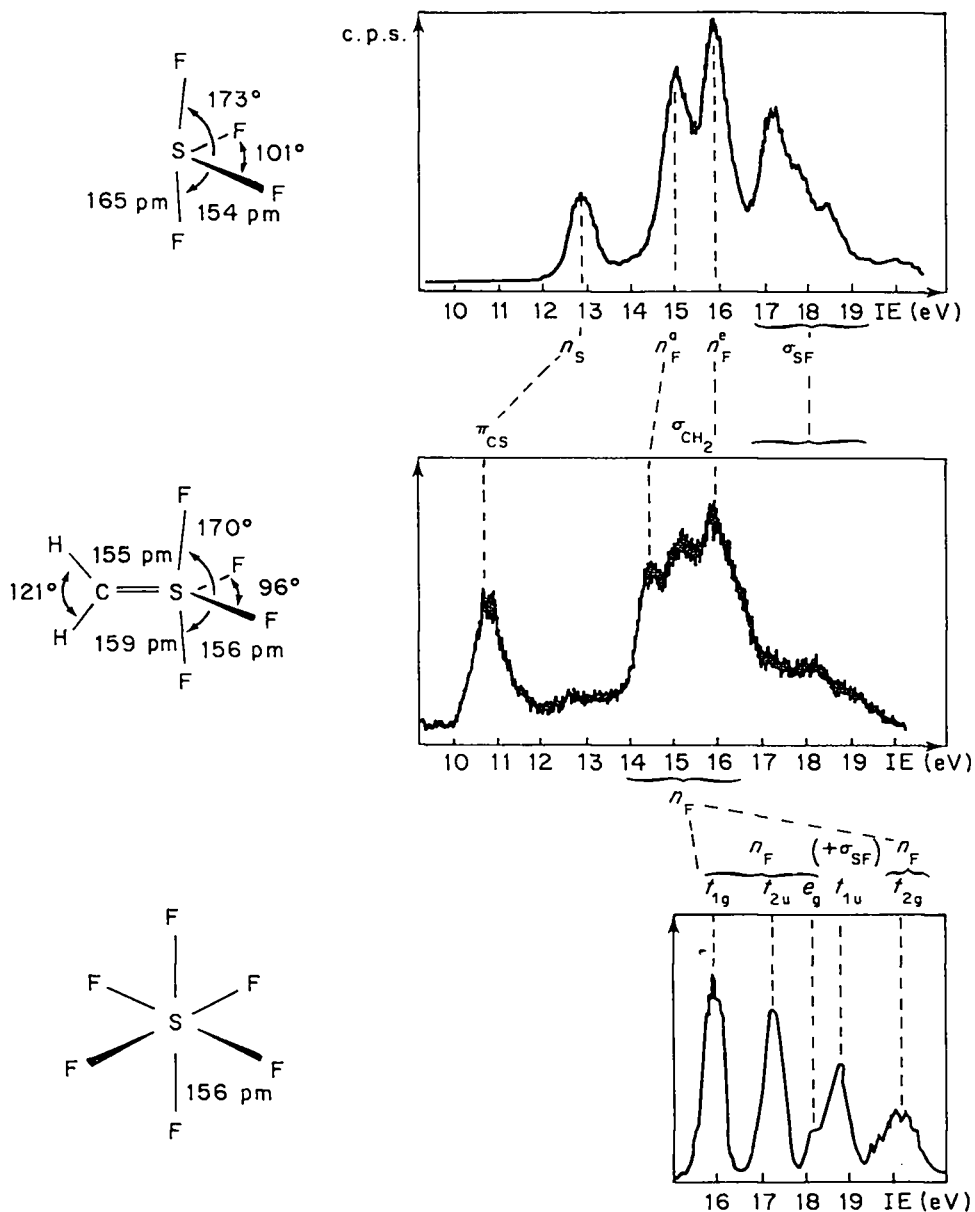 c.p.s.
F
173°
F
S
101°
F
165 pm
154 pm
F
10 11 12 13 14 15 16 17 18 19 IE (eV)
n_S n_F^a n_F^e σ_SF
π_CS σ_CH₂
F
H
155 pm
170°
F
121°
C
S
96°
F
H
159 pm
156 pm
F
10 11 12 13 14 15 16 17 18 19 IE (eV)
n_F
n_F (+σ_SF) n_F
t_1g t_2u e_g t_1u t_2g
F
F F
S
F F
156 pm
F
16 17 18 19 IE (eV)